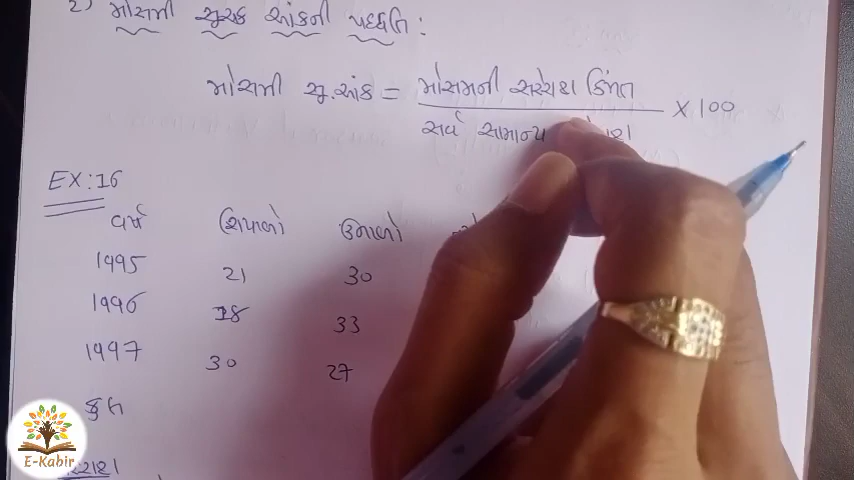 2) મોસમી સૂચક આંકની પદ્ધતિ :
મોસમી સૂ.આંક = મોસમની સરેરાશ કિંમત × 100
સર્વ સામાન્ય
EX:16
વર્ષ શિયાળો ઉનાળો
1995 21 30
1996 18 33
1997 30 27
કુલ
E-Kabir